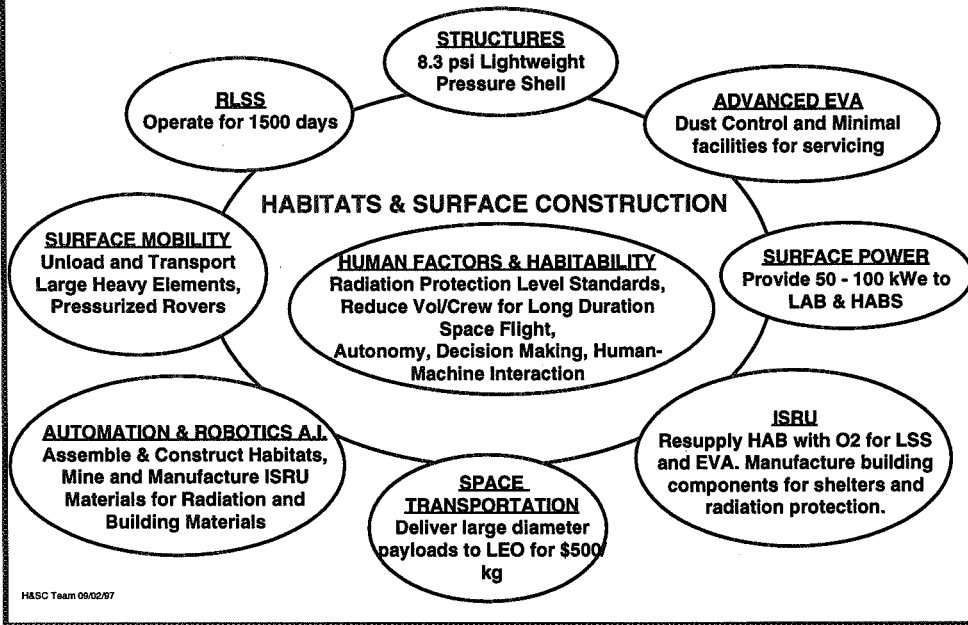 STRUCTURES
8.3 psi Lightweight
Pressure Shell
RLSS
Operate for 1500 days
ADVANCED EVA
Dust Control and Minimal
facilities for servicing
HABITATS & SURFACE CONSTRUCTION
SURFACE MOBILITY
Unload and Transport
Large Heavy Elements,
Pressurized Rovers
HUMAN FACTORS & HABITABILITY
Radiation Protection Level Standards,
Reduce Vol/Crew for Long Duration
Space Flight,
Autonomy, Decision Making, Human-
Machine Interaction
SURFACE POWER
Provide 50 - 100 kWe to
LAB & HABS
AUTOMATION & ROBOTICS A.I.
Assemble & Construct Habitats,
Mine and Manufacture ISRU
Materials for Radiation and
Building Materials
SPACE
TRANSPORTATION
Deliver large diameter
payloads to LEO for $500/
kg
ISRU
Resupply HAB with O2 for LSS
and EVA. Manufacture building
components for shelters and
radiation protection.
H&SC Team 09/02/97